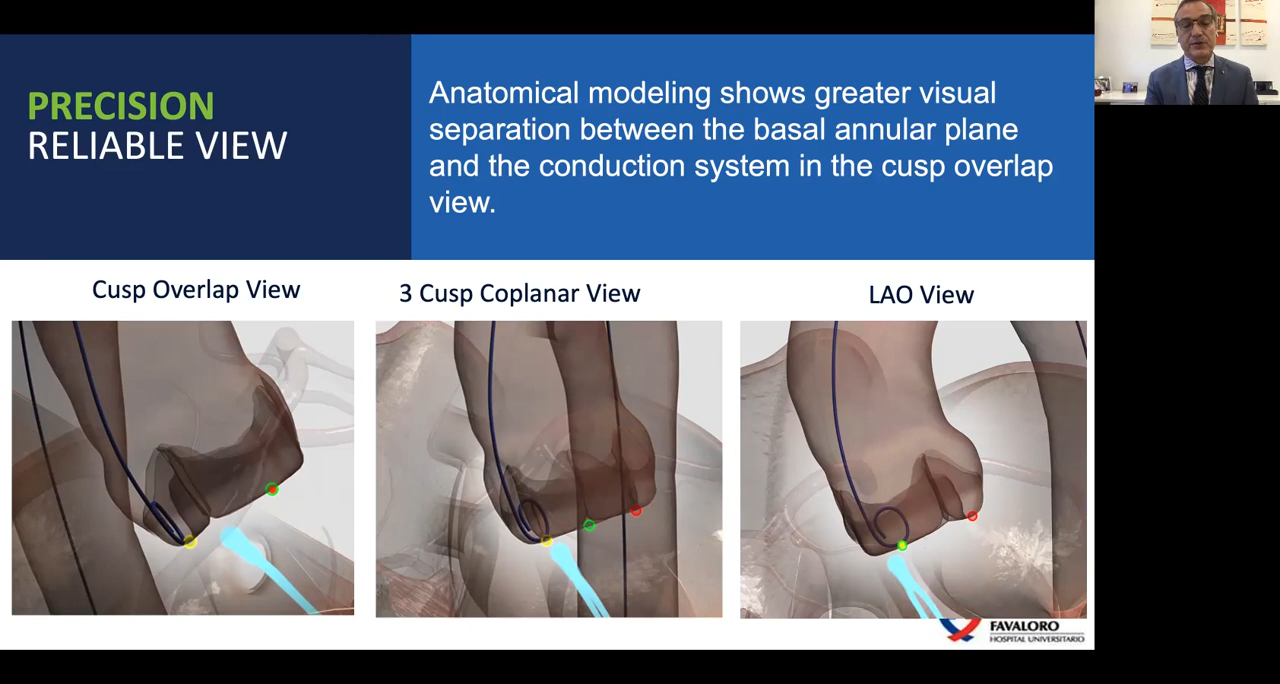 PRECISION
RELIABLE VIEW
Anatomical modeling shows greater visual
separation between the basal annular plane
and the conduction system in the cusp overlap
view.
Cusp Overlap View
3 Cusp Coplanar View
LAO View
FAVALORO
HOSPITAL UNIVERSITARIO